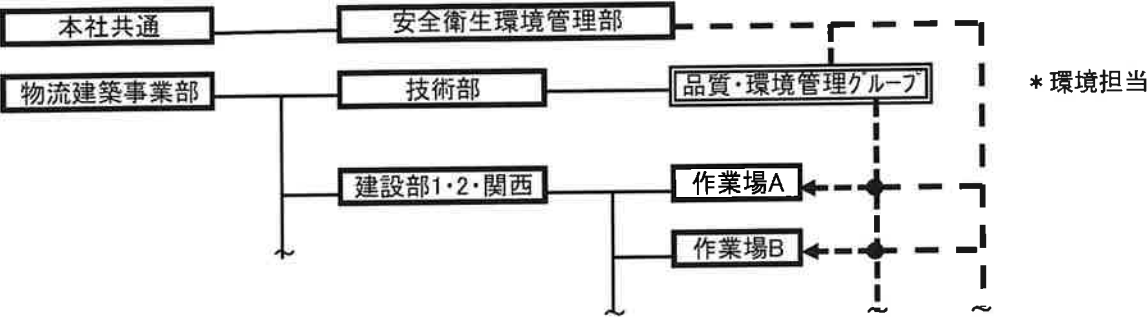 本社共通
安全衛生環境管理部
物流建築事業部
技術部
品質・環境管理グループ
*環境担当
建設部1・2・関西
作業場A
作業場B